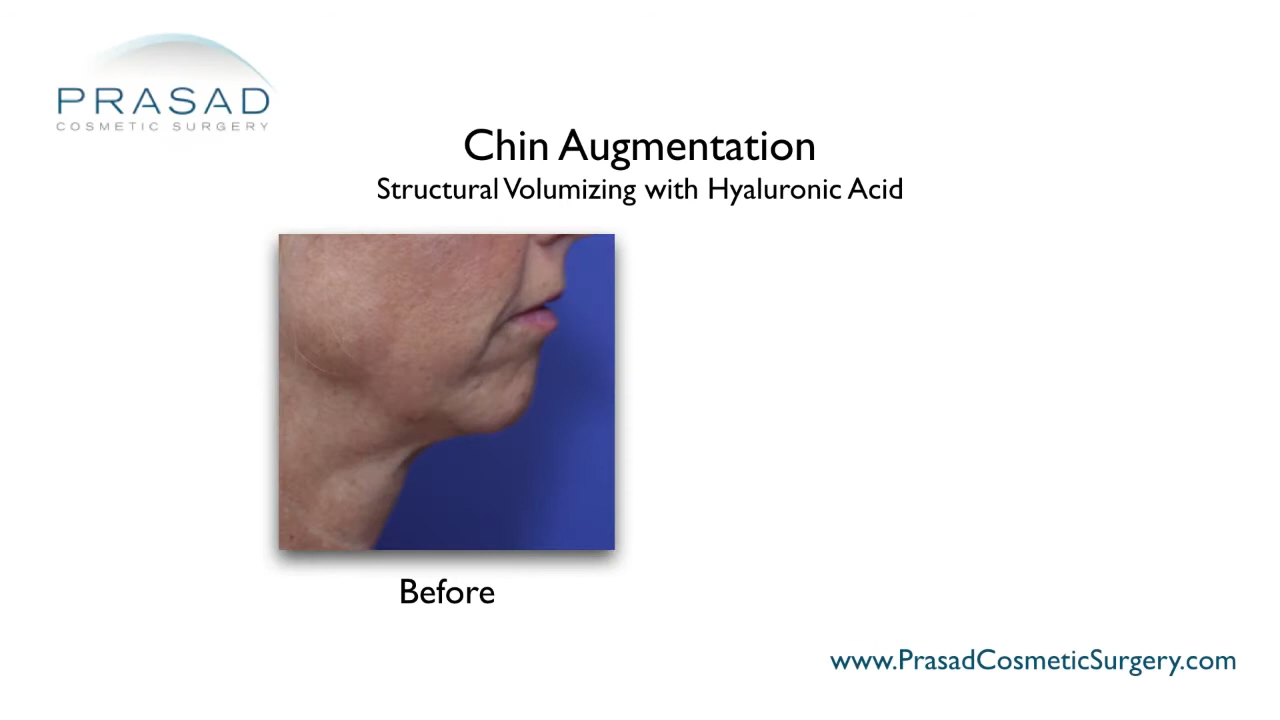 PRASAD
COSMETIC SURGERY
Chin Augmentation
Structural Volumizing with Hyaluronic Acid
Before
www.PrasadCosmeticSurgery.com